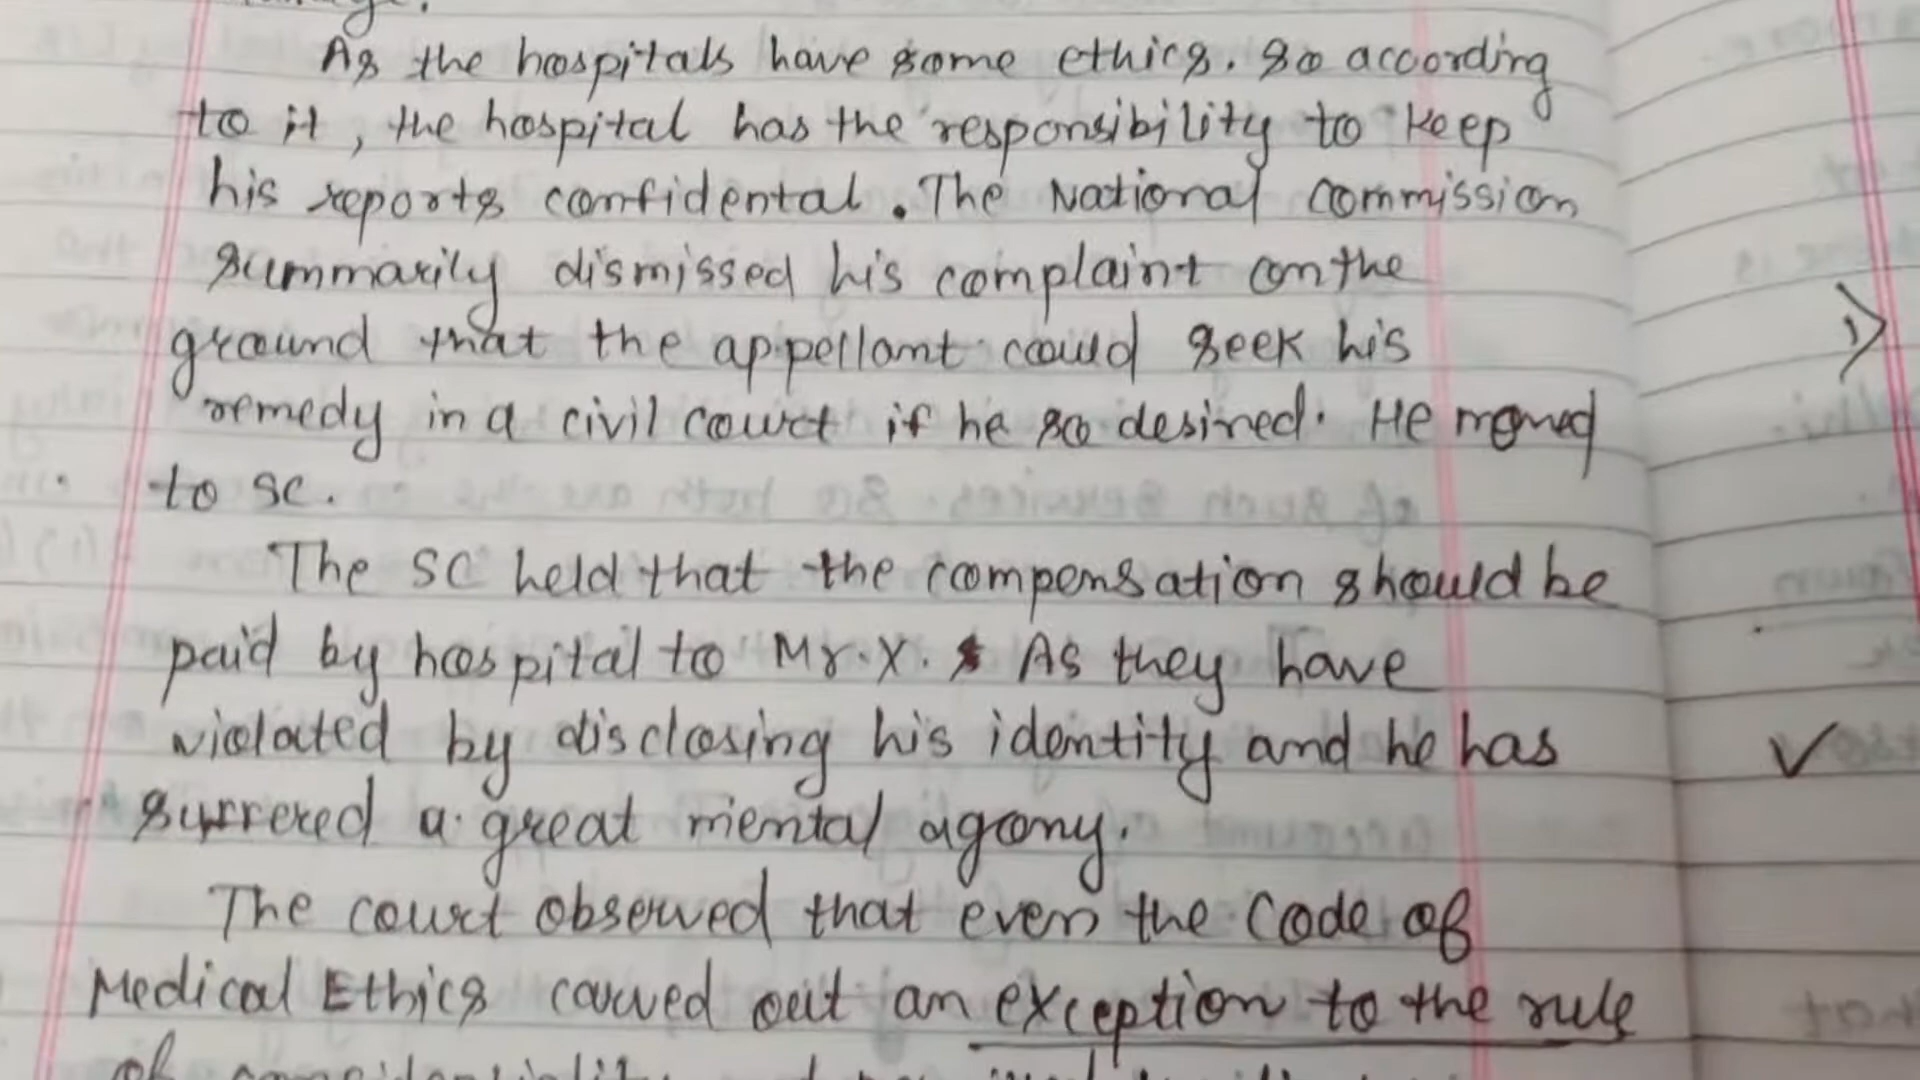 As the hospitals have some ethics. So according
to it, the hospital has the responsibility to keep
his reports confidental. The National Commission
summarily dismissed his complaint on the
ground that the appellant could seek his
remedy in a civil court if he so desired. He moved
to SC.
The SC held that the compensation should be
paid by hospital to Mr. X. As they have
violated by disclosing his identity and he has
surrered a great mental agony.
The court observed that even the Code of
Medical Ethics carved out an exception to the rule
of